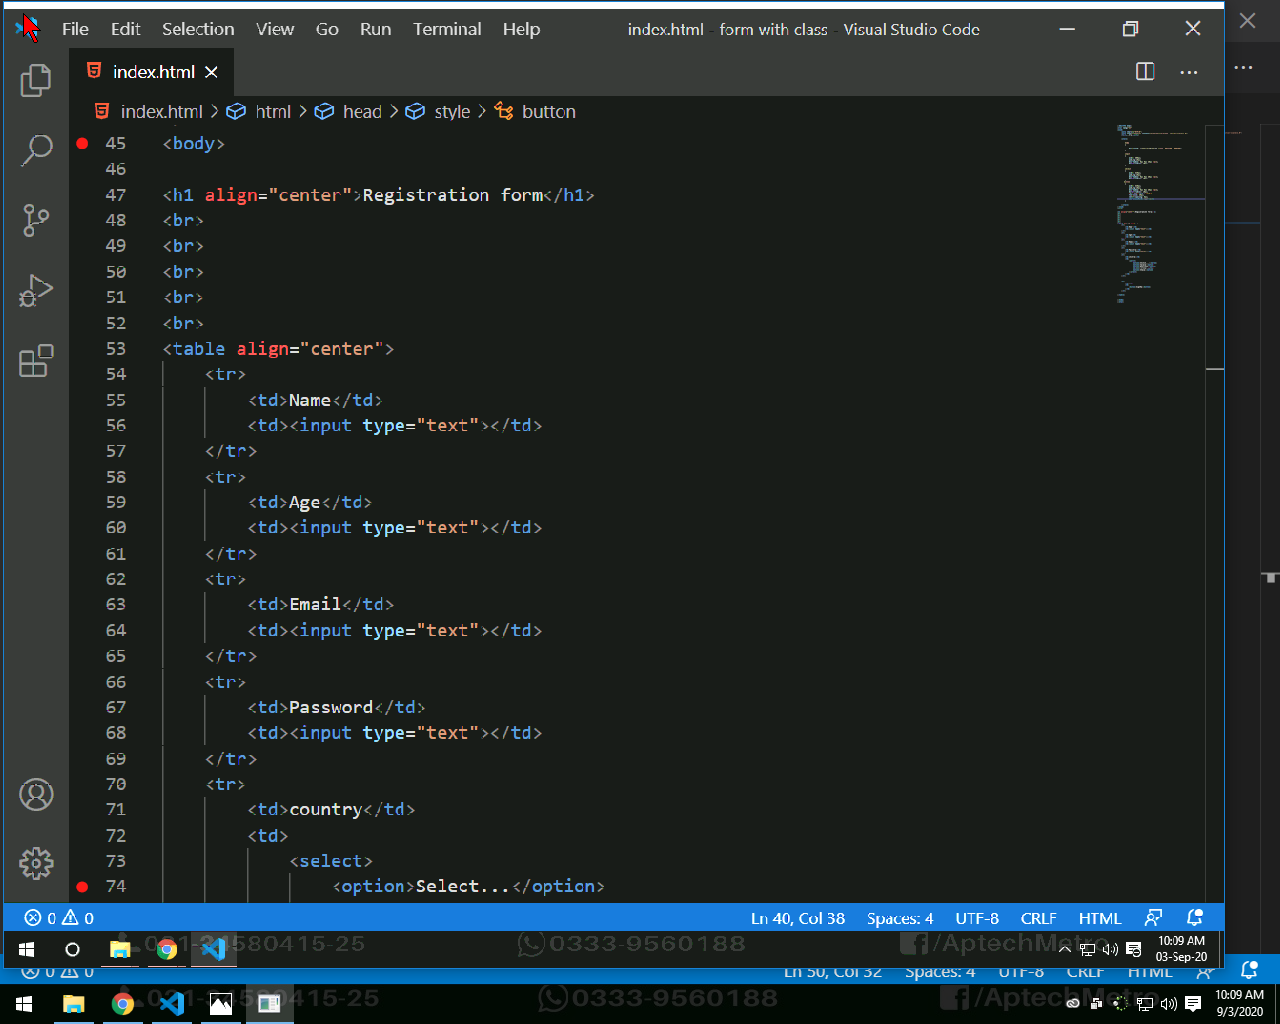 File Edit Selection View Go Run Terminal Help index.html - form with class - Visual Studio Code
index.html
index.html > html > head > style > button
45 <body>
46
47 <h1 align="center">Registration form</h1>
48 <br>
49 <br>
50 <br>
51 <br>
52 <br>
53 <table align="center">
54 <tr>
55 <td>Name</td>
56 <td><input type="text"></td>
57 </tr>
58 <tr>
59 <td>Age</td>
60 <td><input type="text"></td>
61 </tr>
62 <tr>
63 <td>Email</td>
64 <td><input type="text"></td>
65 </tr>
66 <tr>
67 <td>Password</td>
68 <td><input type="text"></td>
69 </tr>
70 <tr>
71 <td>country</td>
72 <td>
73 <select>
74 <option>Select...</option>
0 0 Ln 40, Col 38 Spaces: 4 UTF-8 CRLF HTML
0333-9560188 /AptechMetro 10:09 AM
03-Sep-20
0 0 Ln 50, Col 32 Spaces: 4 UTF-8 CRLF HTML
0333-9560188 10:09 AM
9/3/2020